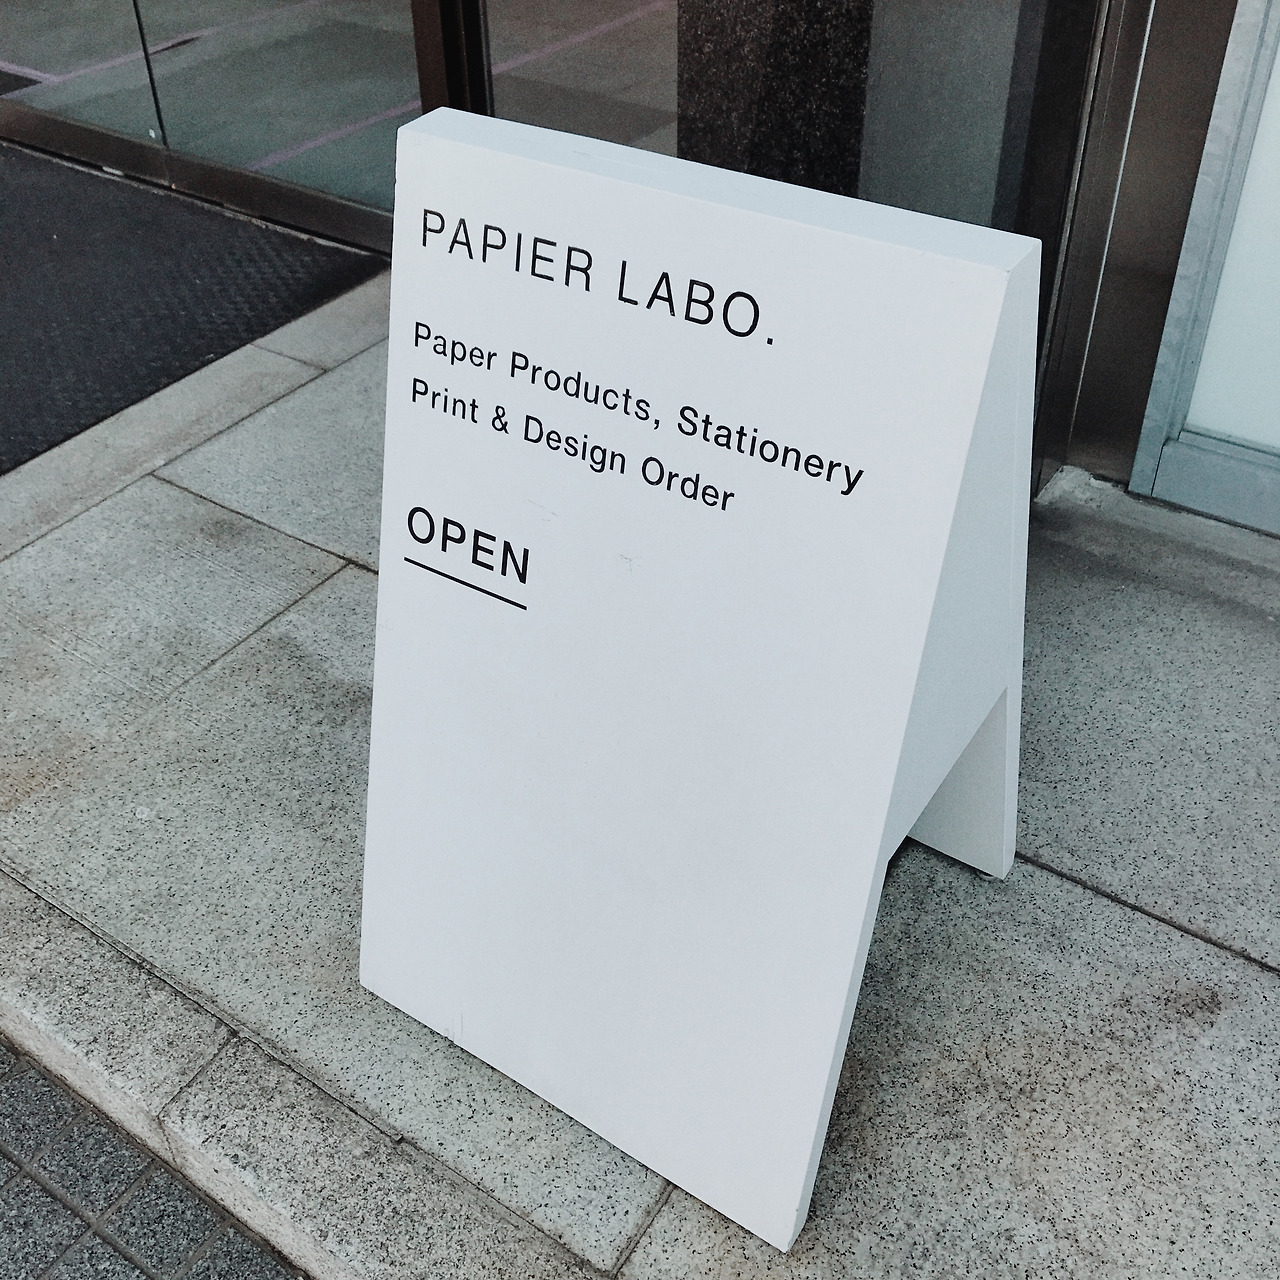 PAPIER LABO.
Paper Products, Stationery
Print & Design Order
OPEN